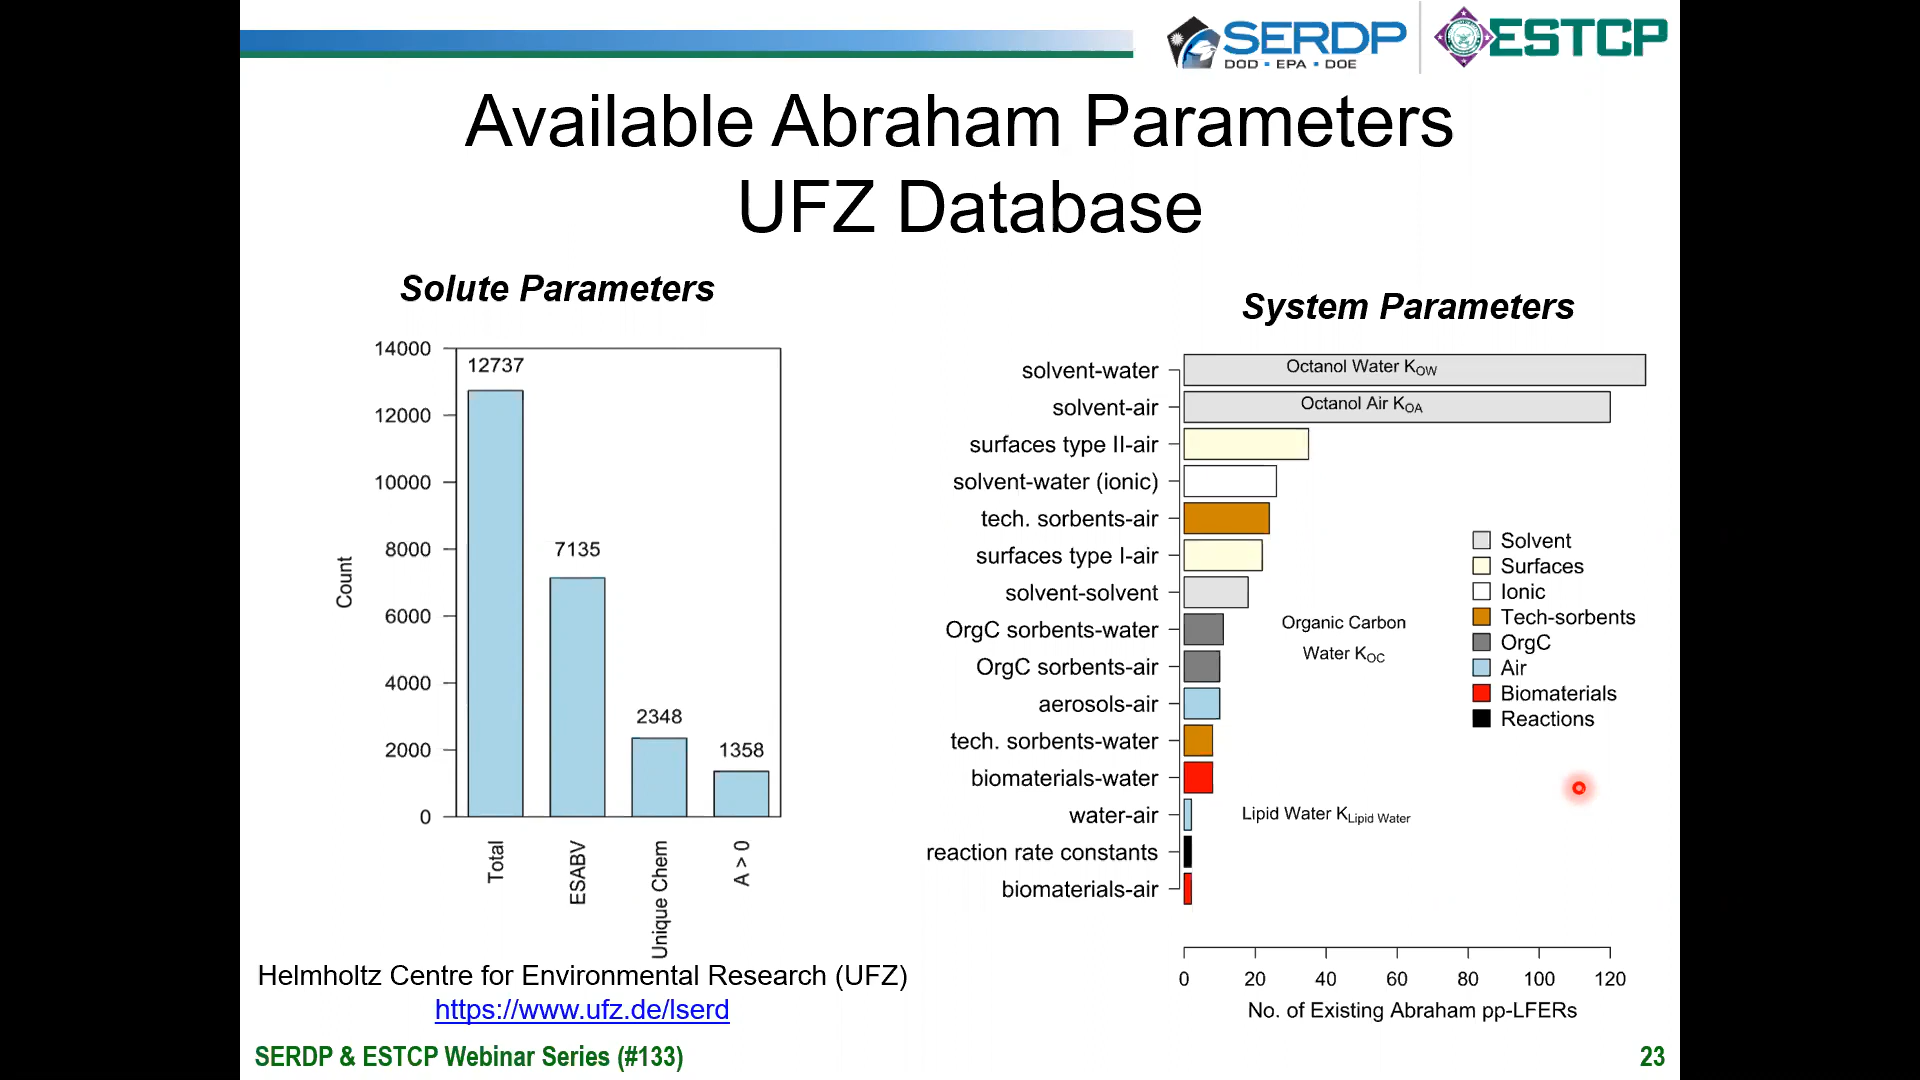 SERDP
DOD ▪ EPA ▪ DOE
ESTCP
Available Abraham Parameters
UFZ Database
Solute Parameters
14000
12000
10000
8000
6000
4000
2000
0
Count
12737
7135
2348
1358
Total
ESABV
Unique Chem
A > 0
Helmholtz Centre for Environmental Research (UFZ)
https://www.ufz.de/lserd
System Parameters
solvent-water
Octanol Water KOW
solvent-air
Octanol Air KOA
surfaces type II-air
solvent-water (ionic)
tech. sorbents-air
surfaces type I-air
solvent-solvent
OrgC sorbents-water
Organic Carbon
Water KOC
OrgC sorbents-air
aerosols-air
tech. sorbents-water
biomaterials-water
water-air
Lipid Water KLipid Water
reaction rate constants
biomaterials-air
Solvent
Surfaces
Ionic
Tech-sorbents
OrgC
Air
Biomaterials
Reactions
0 20 40 60 80 100 120
No. of Existing Abraham pp-LFERs
SERDP & ESTCP Webinar Series (#133)
23